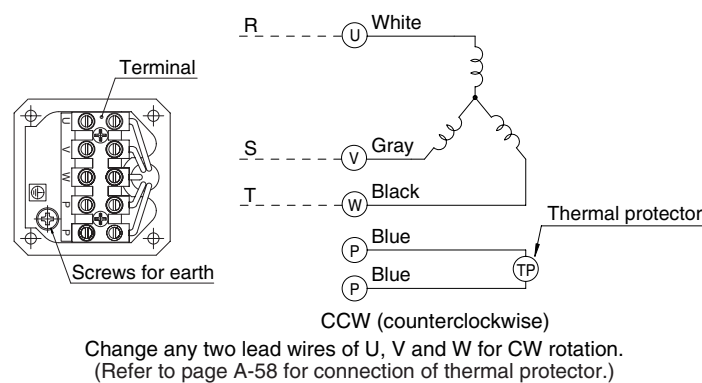 R
U
White
Terminal
U
V
W
P
P
S
V
Gray
T
W
Black
P
Blue
Thermal protector
TP
P
Blue
Screws for earth
CCW (counterclockwise)
Change any two lead wires of U, V and W for CW rotation.
(Refer to page A-58 for connection of thermal protector.)